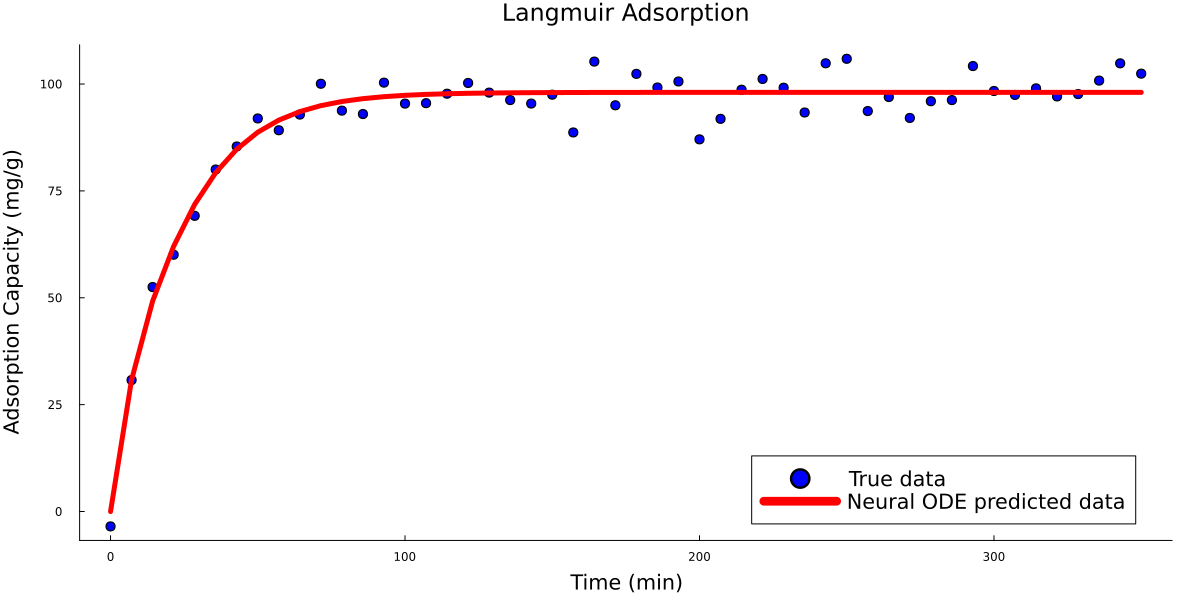 Langmuir Adsorption
Adsorption Capacity (mg/g)
100
75
50
25
0
0 100 200 300
Time (min)
True data
Neural ODE predicted data